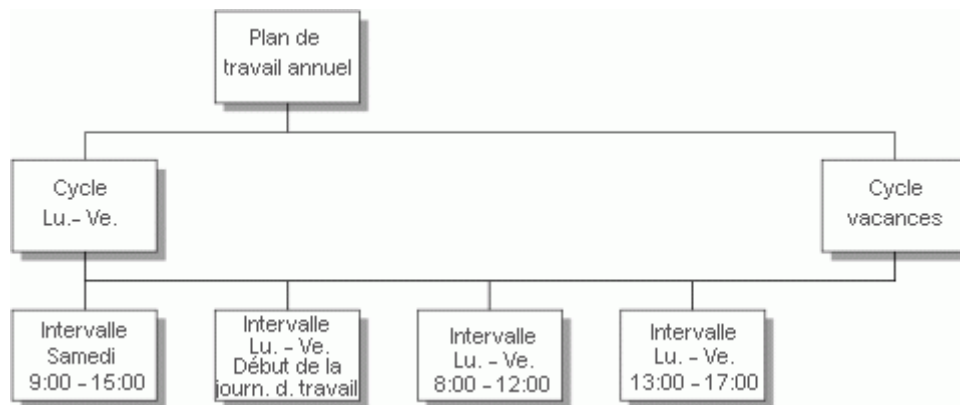 Plan de
travail annuel
Cycle
Lu.- Ve.
Cycle
vacances
Intervalle
Samedi
9:00 - 15:00
Intervalle
Lu. - Ve.
Début de la
journ. d. travail
Intervalle
Lu. - Ve.
8:00 - 12:00
Intervalle
Lu. - Ve.
13:00 - 17:00